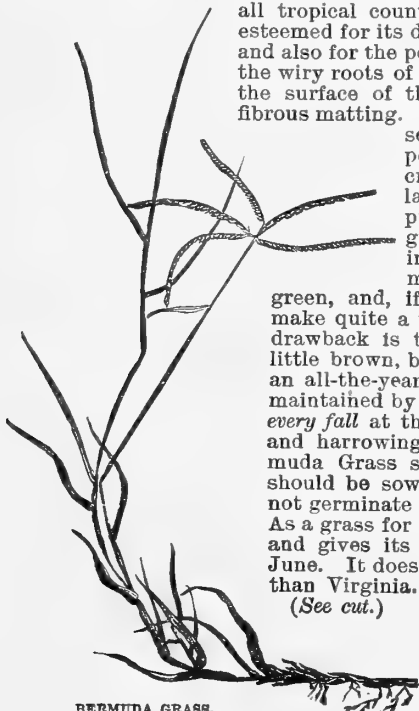 all tropical coun
esteemed for its d
and also for the p
the wiry roots of
the surface of th
fibrous matting.
se
p
cr
la
p
g
in
m
green, and, if
make quite a
drawback is t
little brown, b
an all-the-year
maintained by
every fall at th
and harrowing
muda Grass s
should be sow
not germinate
As a grass for
and gives its
June. It does
than Virginia.
(See cut.)
BERMUDA GRASS.